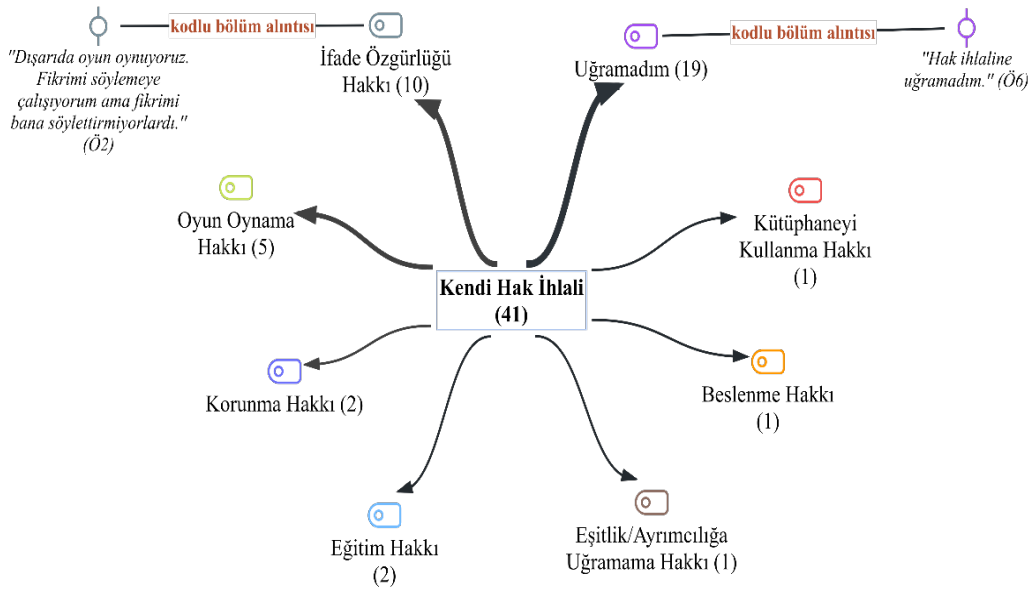 kodlu bölüm alıntısı
"Dışarıda oyun oynuyoruz.
Fikrimi söylemeye
çalışıyorum ama fikrimi
bana söylettirmiyorlardı."
(Ö2)
İfade Özgürlüğü
Hakkı (10)
Uğramadım (19)
kodlu bölüm alıntısı
"Hak ihlaline
uğramadım." (Ö6)
Oyun Oynama
Hakkı (5)
Kütüphaneyi
Kullanma Hakkı
(1)
Kendi Hak İhlali
(41)
Korunma Hakkı (2)
Beslenme Hakkı
(1)
Eğitim Hakkı
(2)
Eşitlik/Ayrımcılığa
Uğramama Hakkı (1)